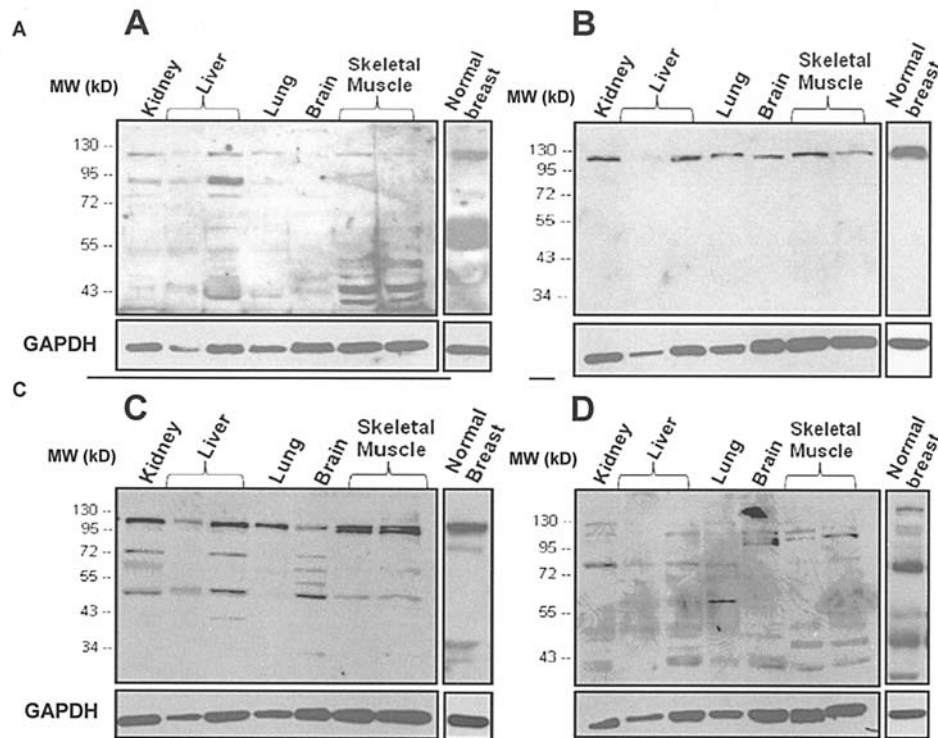 A
A
MW (kD)
Kidney
Liver
Lung
Brain
Skeletal
Muscle
Normal
breast
130
95
72
55
43
GAPDH
B
MW (kD)
Kidney
Liver
Lung
Brain
Skeletal
Muscle
Normal
breast
130
95
72
55
43
34
C
C
MW (kD)
Kidney
Liver
Lung
Brain
Skeletal
Muscle
Normal
Breast
130
95
72
55
43
34
GAPDH
D
MW (kD)
Kidney
Liver
Lung
Brain
Skeletal
Muscle
Normal
breast
130
95
72
55
43